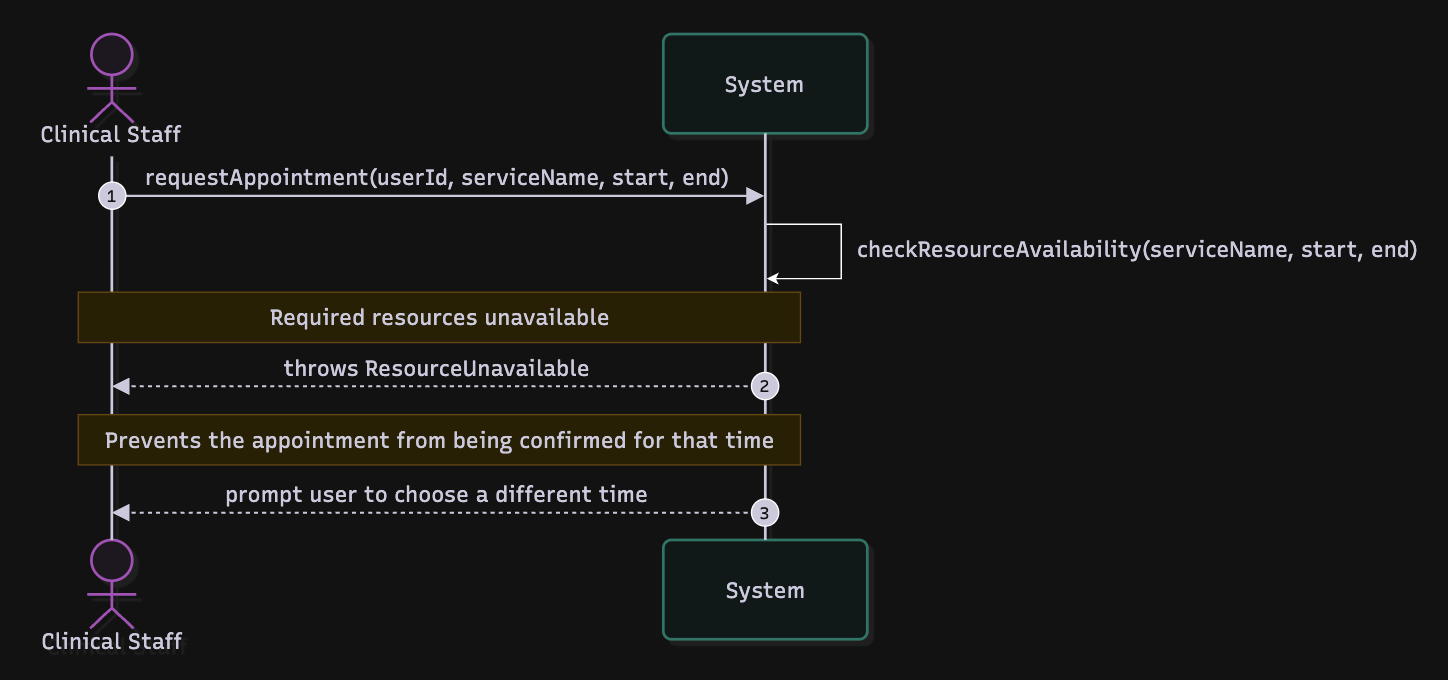 Clinical Staff
System
requestAppointment(userId, serviceName, start, end)
1
checkResourceAvailability(serviceName, start, end)
Required resources unavailable
throws ResourceUnavailable
2
Prevents the appointment from being confirmed for that time
prompt user to choose a different time
3
System
Clinical Staff